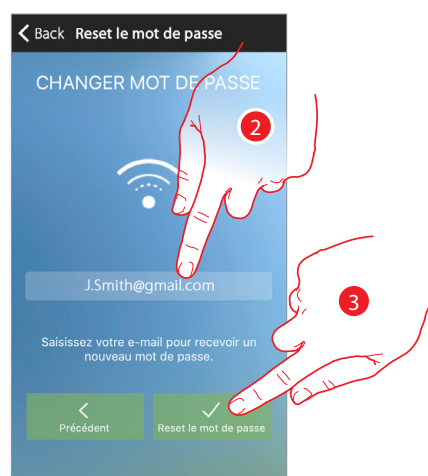 Back Reset le mot de passe
CHANGER MOT DE PASSE
2
J.Smith@gmail.com
3
Saisissez votre e-mail pour recevoir un
nouveau mot de passe.
Précédent
Reset le mot de passe